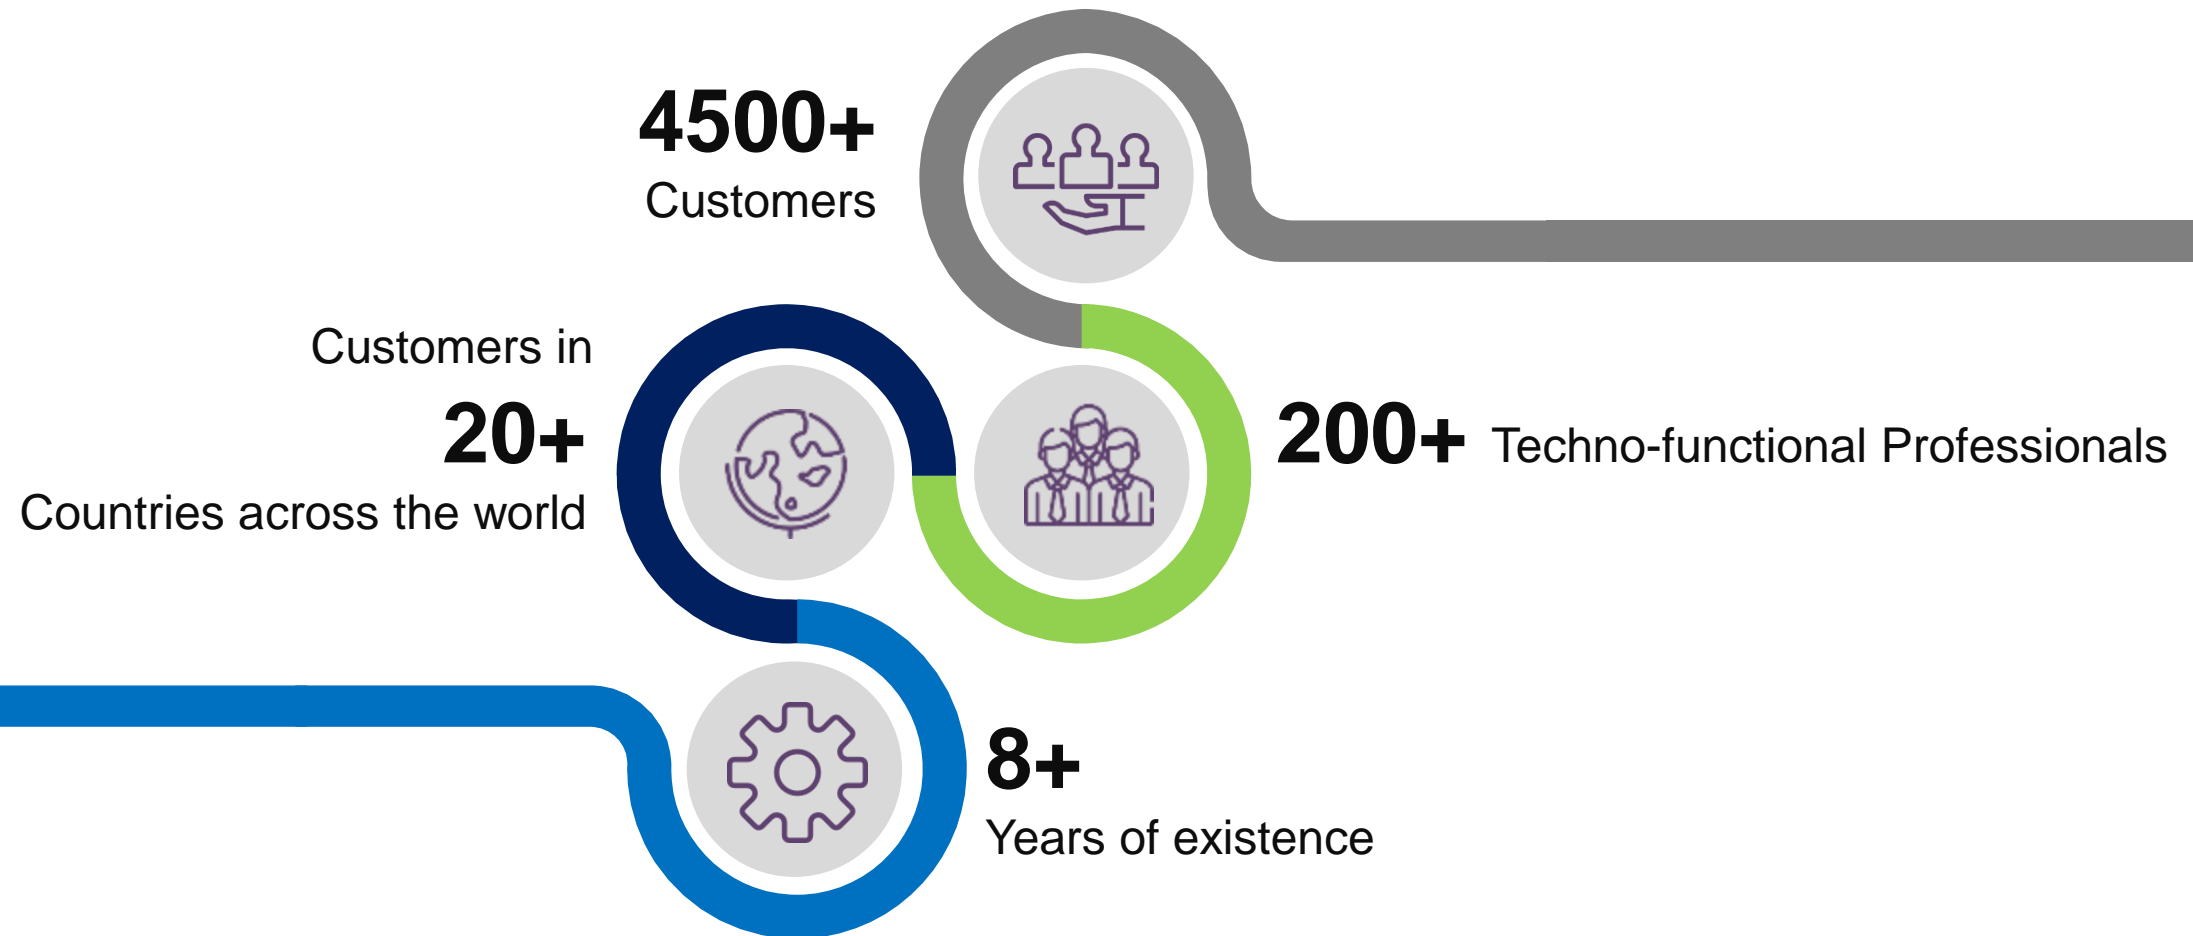 4500+
Customers
Customers in
20+
Countries across the world
200+ Techno-functional Professionals
8+
Years of existence